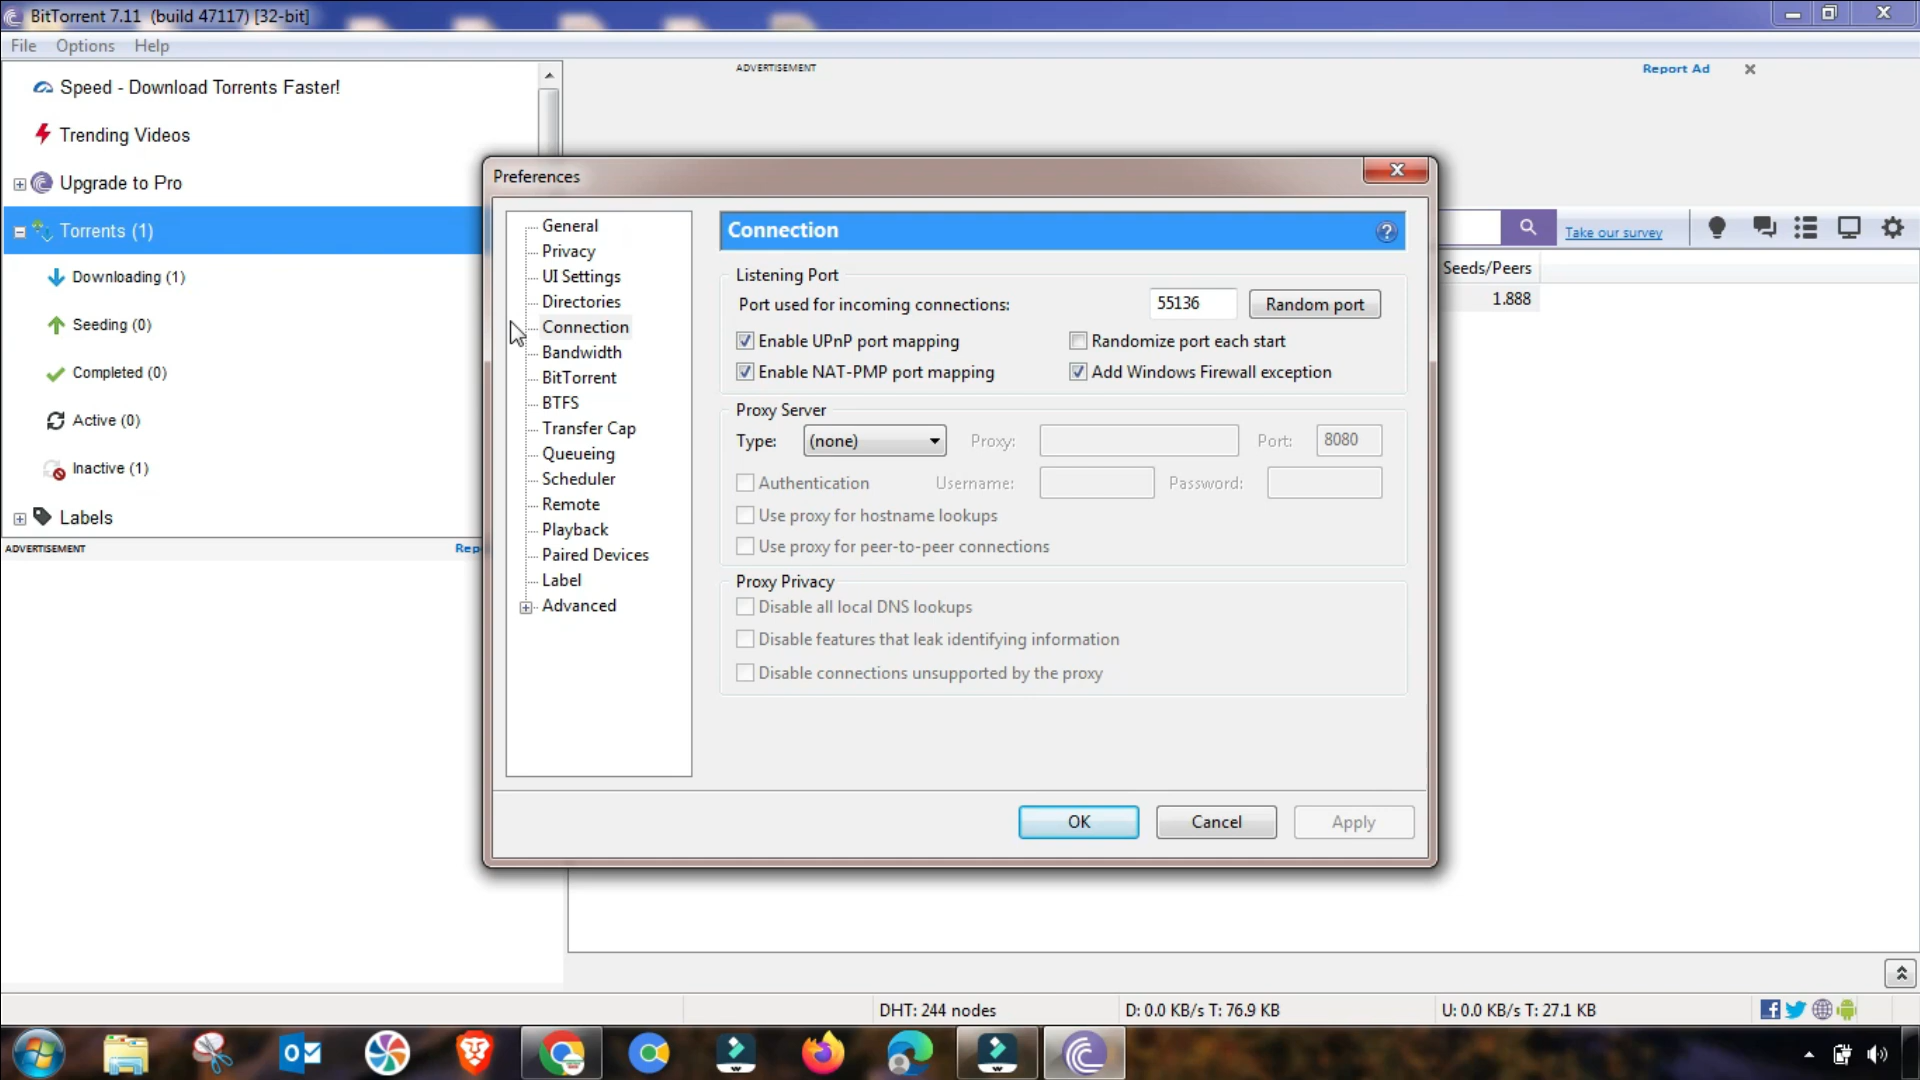 BitTorrent 7.11 (build 47117) [32-bit]
File Options Help
Speed - Download Torrents Faster!
Trending Videos
Upgrade to Pro
Torrents (1)
Downloading (1)
Seeding (0)
Completed (0)
Active (0)
Inactive (1)
Labels
ADVERTISEMENT
Rep
ADVERTISEMENT
Report Ad
Take our survey
Seeds/Peers
1.888
Preferences
General
Privacy
UI Settings
Directories
Connection
Bandwidth
BitTorrent
BTFS
Transfer Cap
Queueing
Scheduler
Remote
Playback
Paired Devices
Label
Advanced
Connection
Listening Port
Port used for incoming connections: 55136 Random port
Enable UPnP port mapping Randomize port each start
Enable NAT-PMP port mapping Add Windows Firewall exception
Proxy Server
Type: (none) Proxy: Port: 8080
Authentication Username: Password:
Use proxy for hostname lookups
Use proxy for peer-to-peer connections
Proxy Privacy
Disable all local DNS lookups
Disable features that leak identifying information
Disable connections unsupported by the proxy
OK Cancel Apply
DHT: 244 nodes D: 0.0 KB/s T: 76.9 KB U: 0.0 KB/s T: 27.1 KB